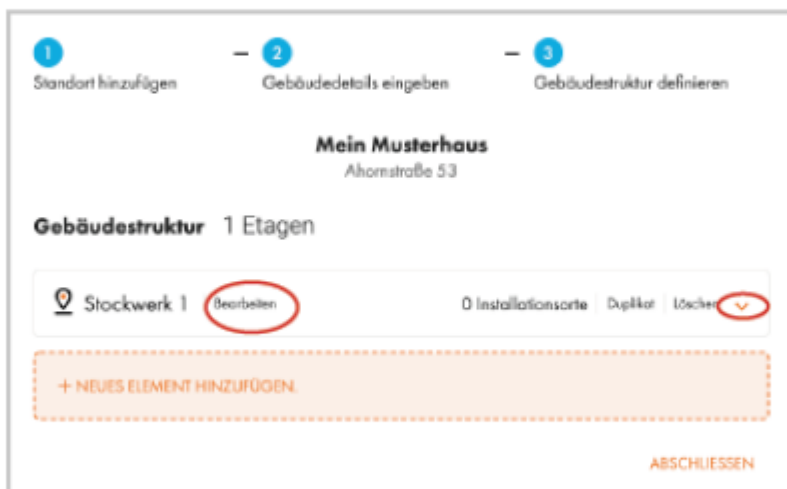 1 – 2 – 3
Standort hinzufügen Gebäudedetails eingeben Gebäudestruktur definieren
Mein Musterhaus
Ahornstraße 53
Gebäudestruktur 1 Etagen
Stockwerk 1 Bearbeiten 0 Installationsorte Duplikat Löschen
+ NEUES ELEMENT HINZUFÜGEN.
ABSCHLIESSEN